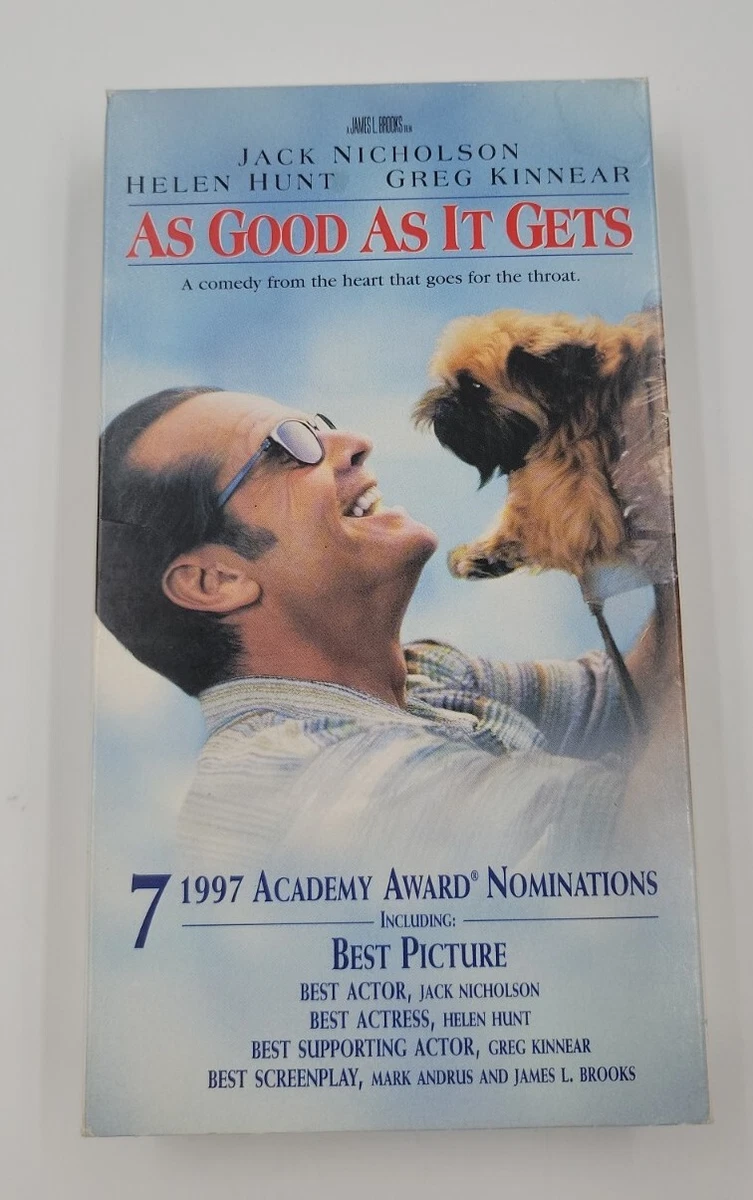 A JAMES L. BROOKS FILM
JACK NICHOLSON
HELEN HUNT GREG KINNEAR
AS GOOD AS IT GETS
A comedy from the heart that goes for the throat.
7 1997 ACADEMY AWARD® NOMINATIONS
INCLUDING:
BEST PICTURE
BEST ACTOR, JACK NICHOLSON
BEST ACTRESS, HELEN HUNT
BEST SUPPORTING ACTOR, GREG KINNEAR
BEST SCREENPLAY, MARK ANDRUS AND JAMES L. BROOKS